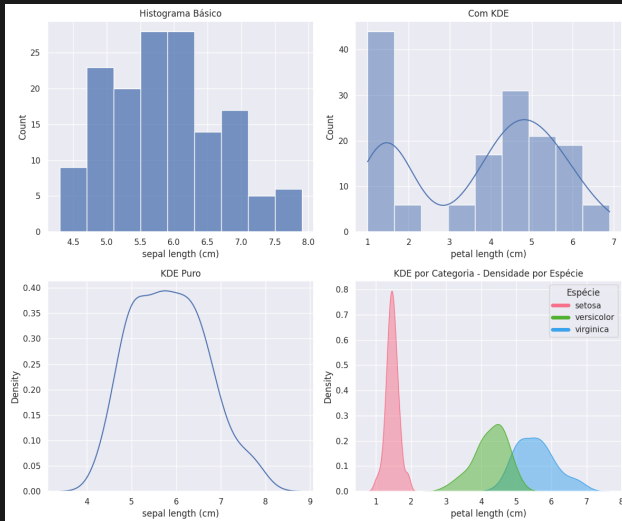 Histograma Básico
25
20
15
10
5
0
Count
4.5 5.0 5.5 6.0 6.5 7.0 7.5 8.0
sepal length (cm)
Com KDE
40
30
20
10
0
Count
1 2 3 4 5 6 7
petal length (cm)
KDE Puro
0.40
0.35
0.30
0.25
0.20
0.15
0.10
0.05
0.00
Density
4 5 6 7 8 9
sepal length (cm)
KDE por Categoria - Densidade por Espécie
0.8
0.7
0.6
0.5
0.4
0.3
0.2
0.1
0.0
Density
Espécie
setosa
versicolor
virginica
1 2 3 4 5 6 7 8
petal length (cm)